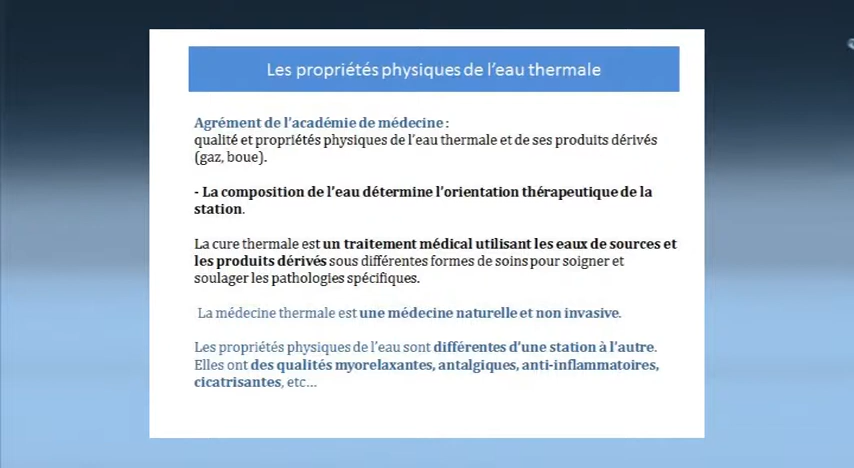 Les propriétés physiques de l'eau thermale
Agrément de l'académie de médecine :
qualité et propriétés physiques de l'eau thermale et de ses produits dérivés
(gaz, boue).
- La composition de l'eau détermine l'orientation thérapeutique de la
station.
La cure thermale est un traitement médical utilisant les eaux de sources et
les produits dérivés sous différentes formes de soins pour soigner et
soulager les pathologies spécifiques.
La médecine thermale est une médecine naturelle et non invasive.
Les propriétés physiques de l'eau sont différentes d'une station à l'autre.
Elles ont des qualités myorelaxantes, antalgiques, anti-inflammatoires,
cicatrisantes, etc...